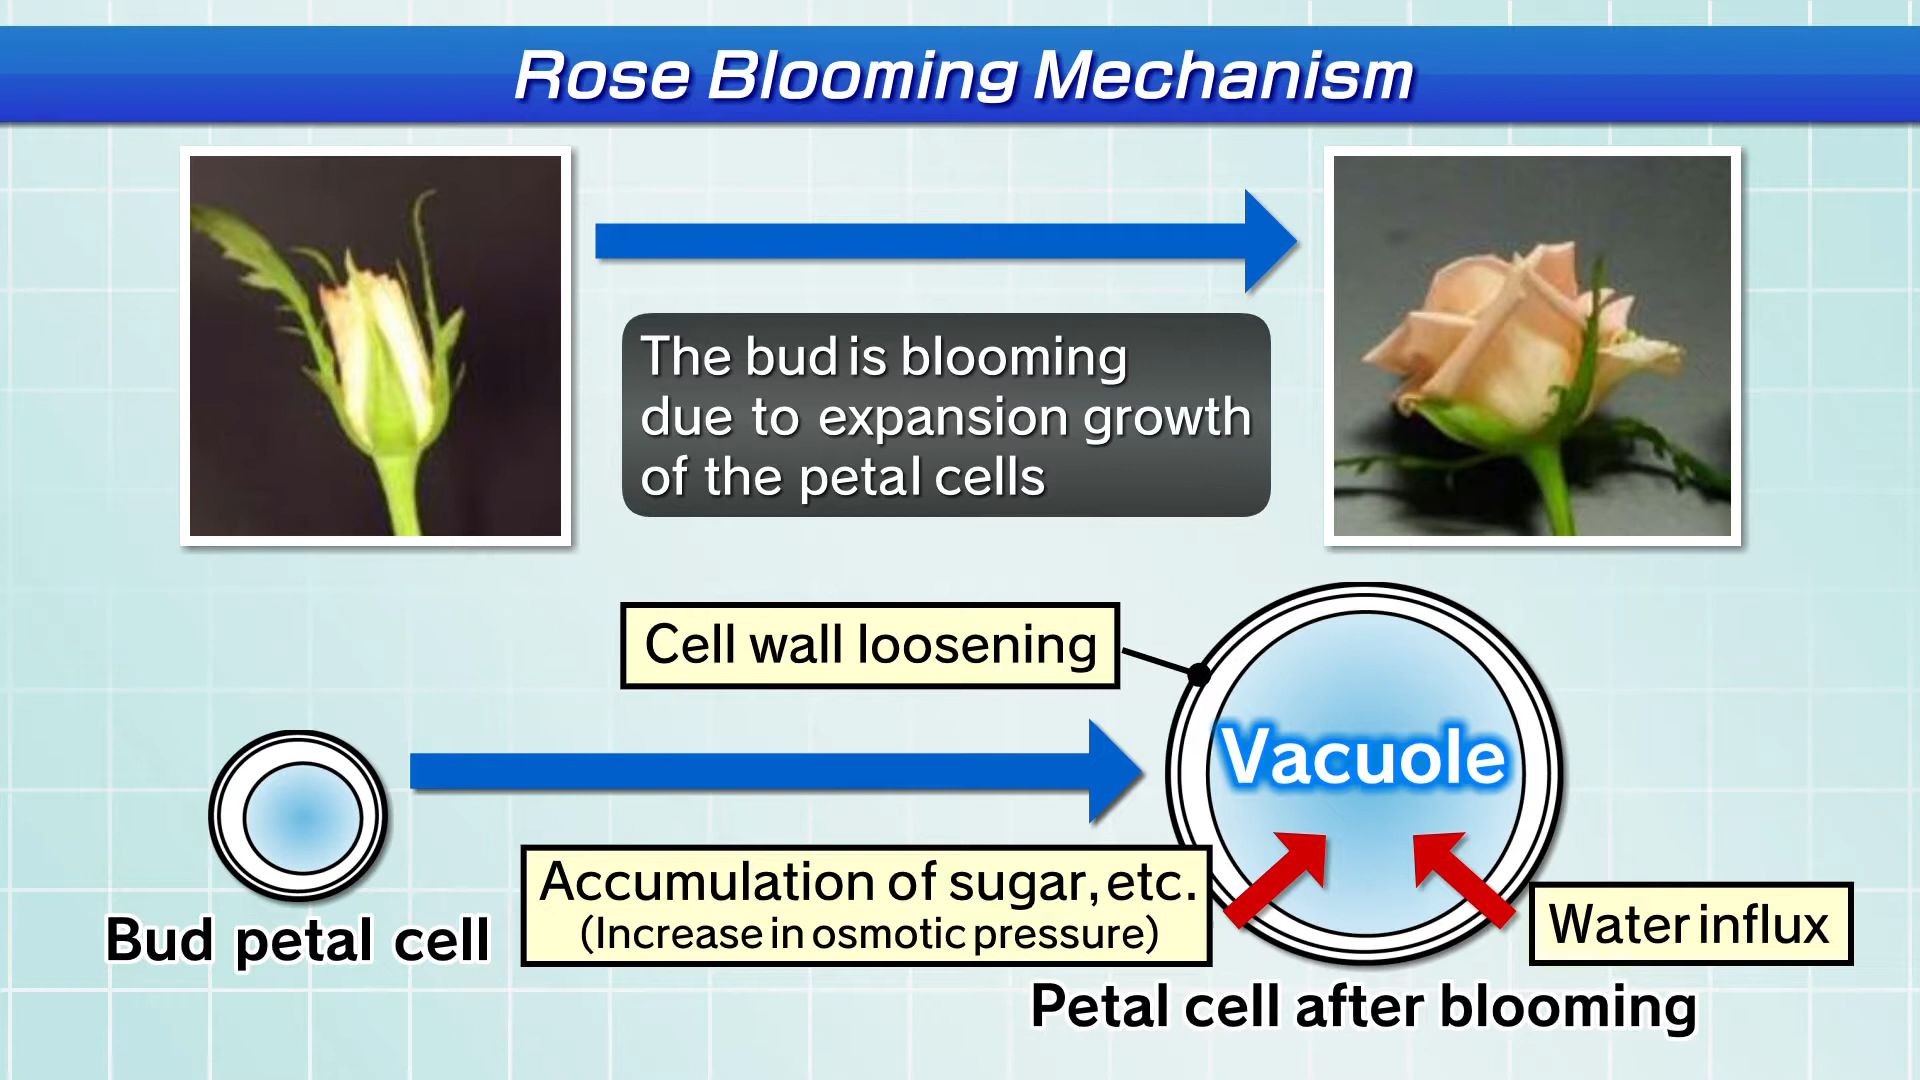 Rose Blooming Mechanism
The bud is blooming
due to expansion growth
of the petal cells
Cell wall loosening
Vacuole
Accumulation of sugar, etc.
(Increase in osmotic pressure)
Water influx
Bud petal cell
Petal cell after blooming